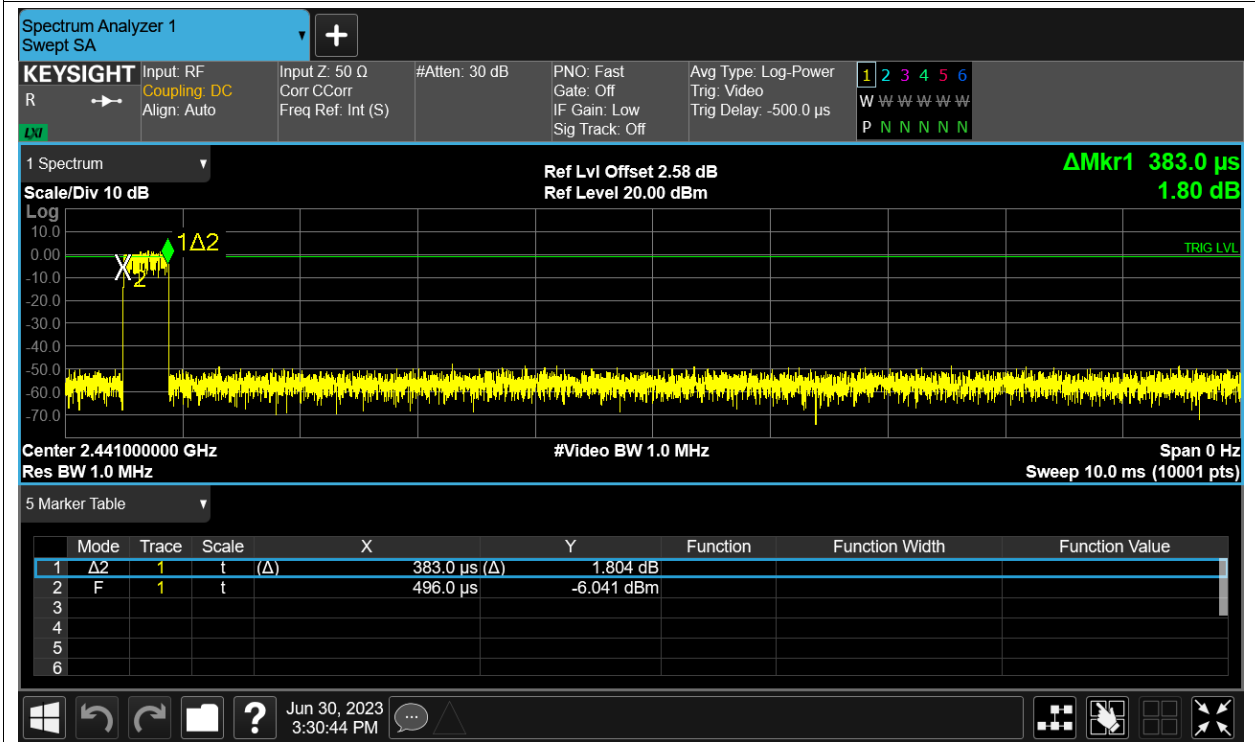 Spectrum Analyzer 1
Swept SA
+
KEYSIGHT
R
LXI
Input: RF
Coupling: DC
Align: Auto
Input Z: 50 Ω
Corr CCorr
Freq Ref: Int (S)
#Atten: 30 dB
PNO: Fast
Gate: Off
IF Gain: Low
Sig Track: Off
Avg Type: Log-Power
Trig: Video
Trig Delay: -500.0 µs
1 2 3 4 5 6
W W W W W W
P N N N N N
1 Spectrum
Scale/Div 10 dB
Ref Lvl Offset 2.58 dB
Ref Level 20.00 dBm
ΔMkr1 383.0 µs
1.80 dB
Log
10.0
0.00
-10.0
-20.0
-30.0
-40.0
-50.0
-60.0
-70.0
1Δ2
X
2
TRIG LVL
Center 2.441000000 GHz
Res BW 1.0 MHz
#Video BW 1.0 MHz
Span 0 Hz
Sweep 10.0 ms (10001 pts)
5 Marker Table
Mode Trace Scale X Y Function Function Width Function Value
1 Δ2 1 t (Δ) 383.0 µs (Δ) 1.804 dB
2 F 1 t 496.0 µs -6.041 dBm
3
4
5
6
?
Jun 30, 2023
3:30:44 PM